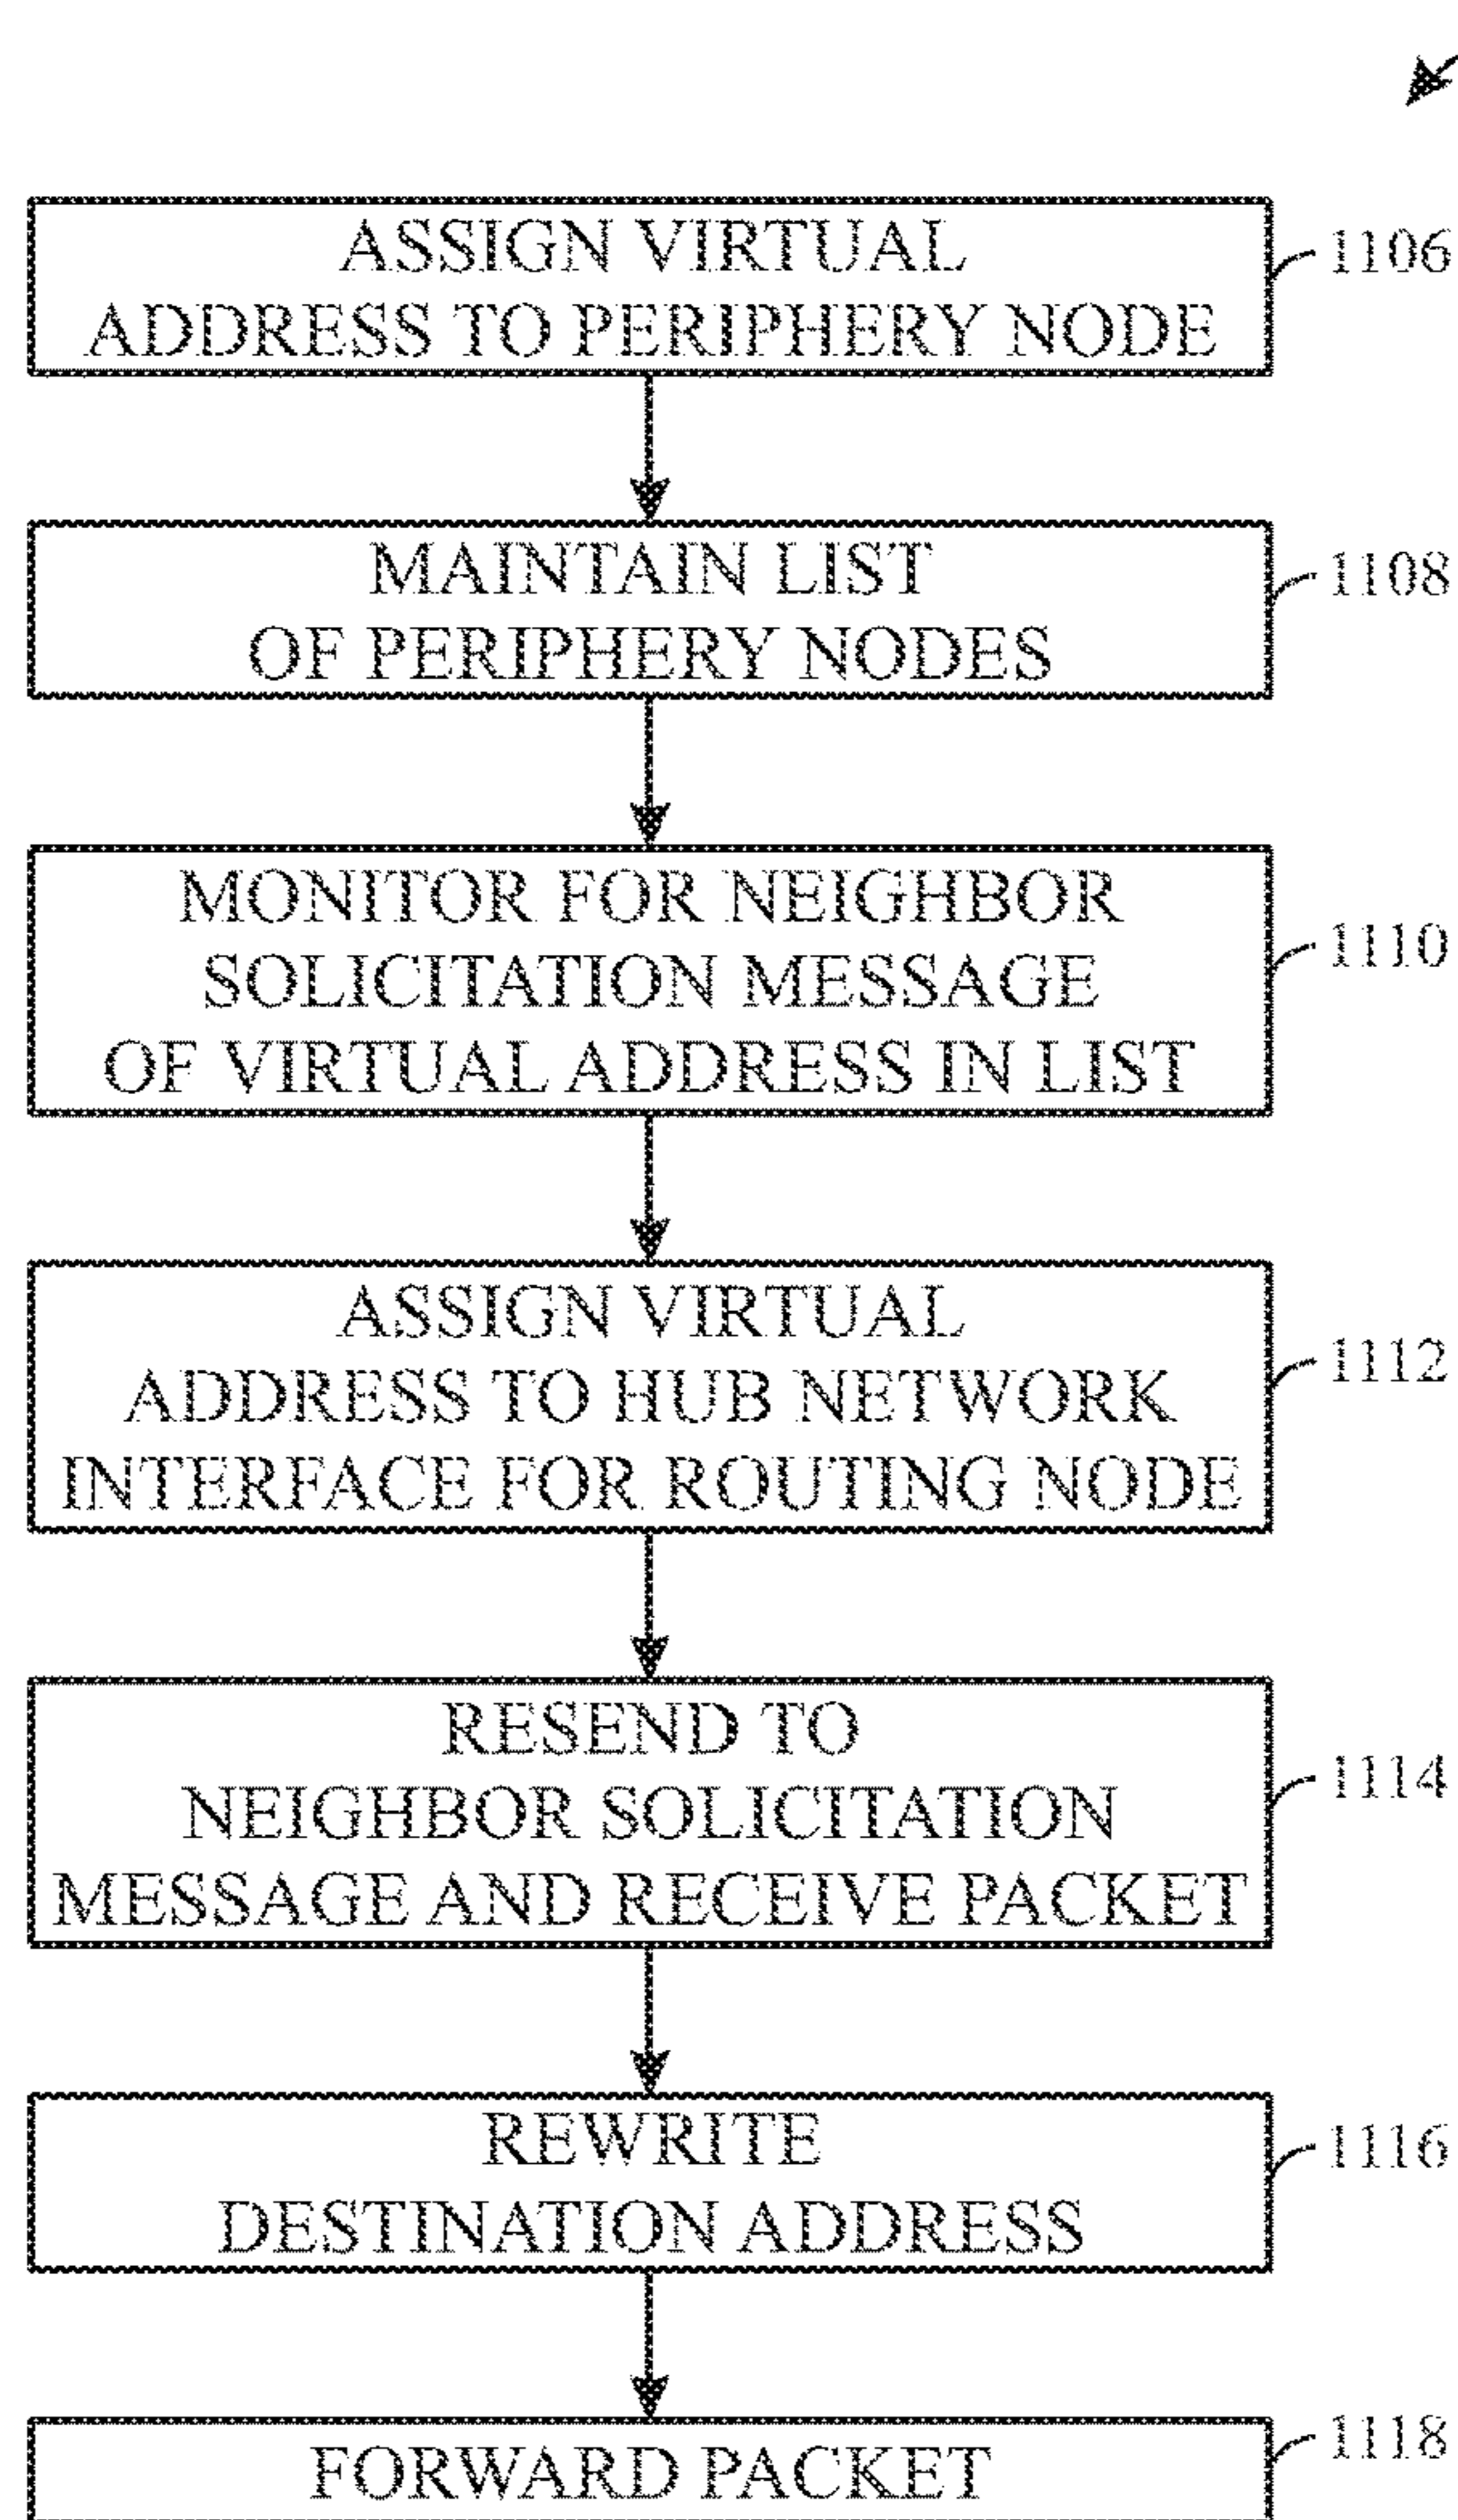 ASSIGN VIRTUAL
ADDRESS TO PERIPHERY NODE
1106
MAINTAIN LIST
OF PERIPHERY NODES
1108
MONITOR FOR NEIGHBOR
SOLICITATION MESSAGE
OF VIRTUAL ADDRESS IN LIST
1110
ASSIGN VIRTUAL
ADDRESS TO HUB NETWORK
INTERFACE FOR ROUTING NODE
1112
RESEND TO
NEIGHBOR SOLICITATION
MESSAGE AND RECEIVE PACKET
1114
REWRITE
DESTINATION ADDRESS
1116
FORWARD PACKET
1118